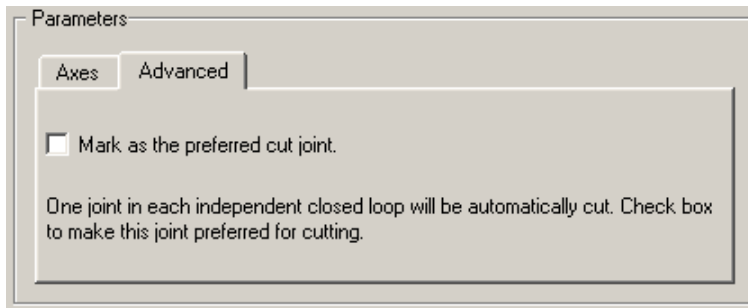 Parameters
Axes
Advanced
Mark as the preferred cut joint.
One joint in each independent closed loop will be automatically cut. Check box
to make this joint preferred for cutting.